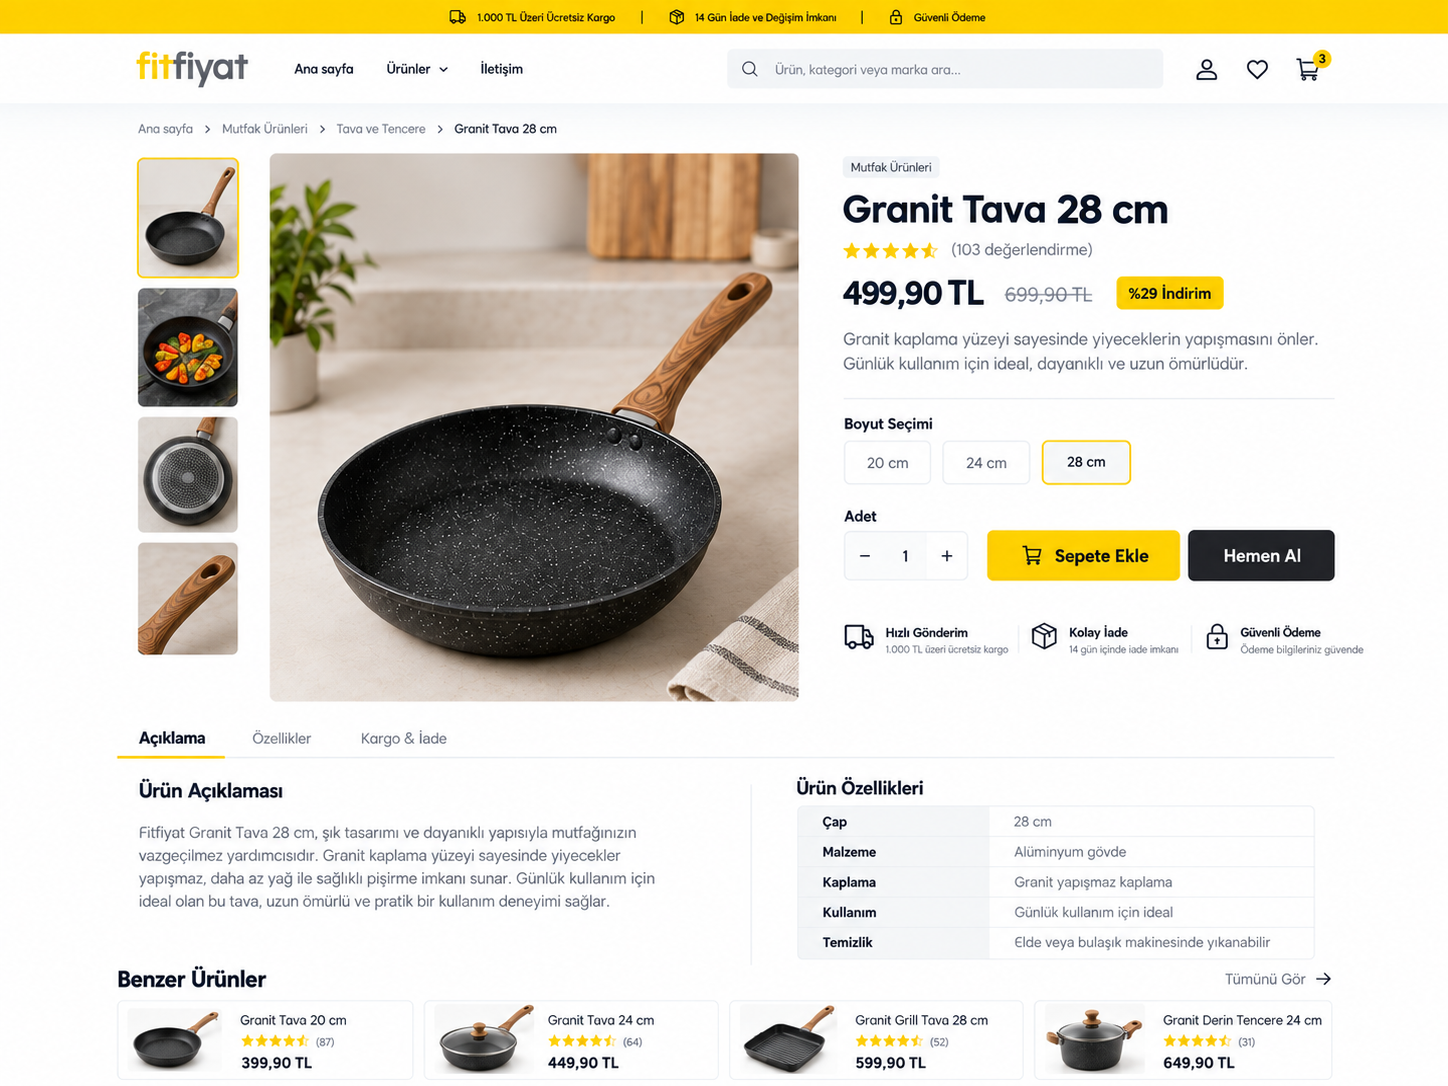 1.000 TL Üzeri Ücretsiz Kargo
14 Gün İade ve Değişim İmkanı
Güvenli Ödeme
fitfiyat
Ana sayfa
Ürünler
İletişim
Ürün, kategori veya marka ara...
3
Ana sayfa
Mutfak Ürünleri
Tava ve Tencere
Granit Tava 28 cm
Mutfak Ürünleri
Granit Tava 28 cm
(103 değerlendirme)
499,90 TL
699,90 TL
%29 İndirim
Granit kaplama yüzeyi sayesinde yiyeceklerin yapışmasını önler.
Günlük kullanım için ideal, dayanıklı ve uzun ömürlüdür.
Boyut Seçimi
20 cm
24 cm
28 cm
Adet
− 1 +
Sepete Ekle
Hemen Al
Hızlı Gönderim
1.000 TL üzeri ücretsiz kargo
Kolay İade
14 gün içinde iade imkanı
Güvenli Ödeme
Ödeme bilgileriniz güvende
Açıklama
Özellikler
Kargo & İade
Ürün Açıklaması
Fitfiyat Granit Tava 28 cm, şık tasarımı ve dayanıklı yapısıyla mutfağınızın
vazgeçilmez yardımcısıdır. Granit kaplama yüzeyi sayesinde yiyecekler
yapışmaz, daha az yağ ile sağlıklı pişirme imkanı sunar. Günlük kullanım için
ideal olan bu tava, uzun ömürlü ve pratik bir kullanım deneyimi sağlar.
Ürün Özellikleri
Çap 28 cm
Malzeme Alüminyum gövde
Kaplama Granit yapışmaz kaplama
Kullanım Günlük kullanım için ideal
Temizlik Elde veya bulaşık makinesinde yıkanabilir
Benzer Ürünler
Tümünü Gör
Granit Tava 20 cm
(87)
399,90 TL
Granit Tava 24 cm
(64)
449,90 TL
Granit Grill Tava 28 cm
(52)
599,90 TL
Granit Derin Tencere 24 cm
(31)
649,90 TL